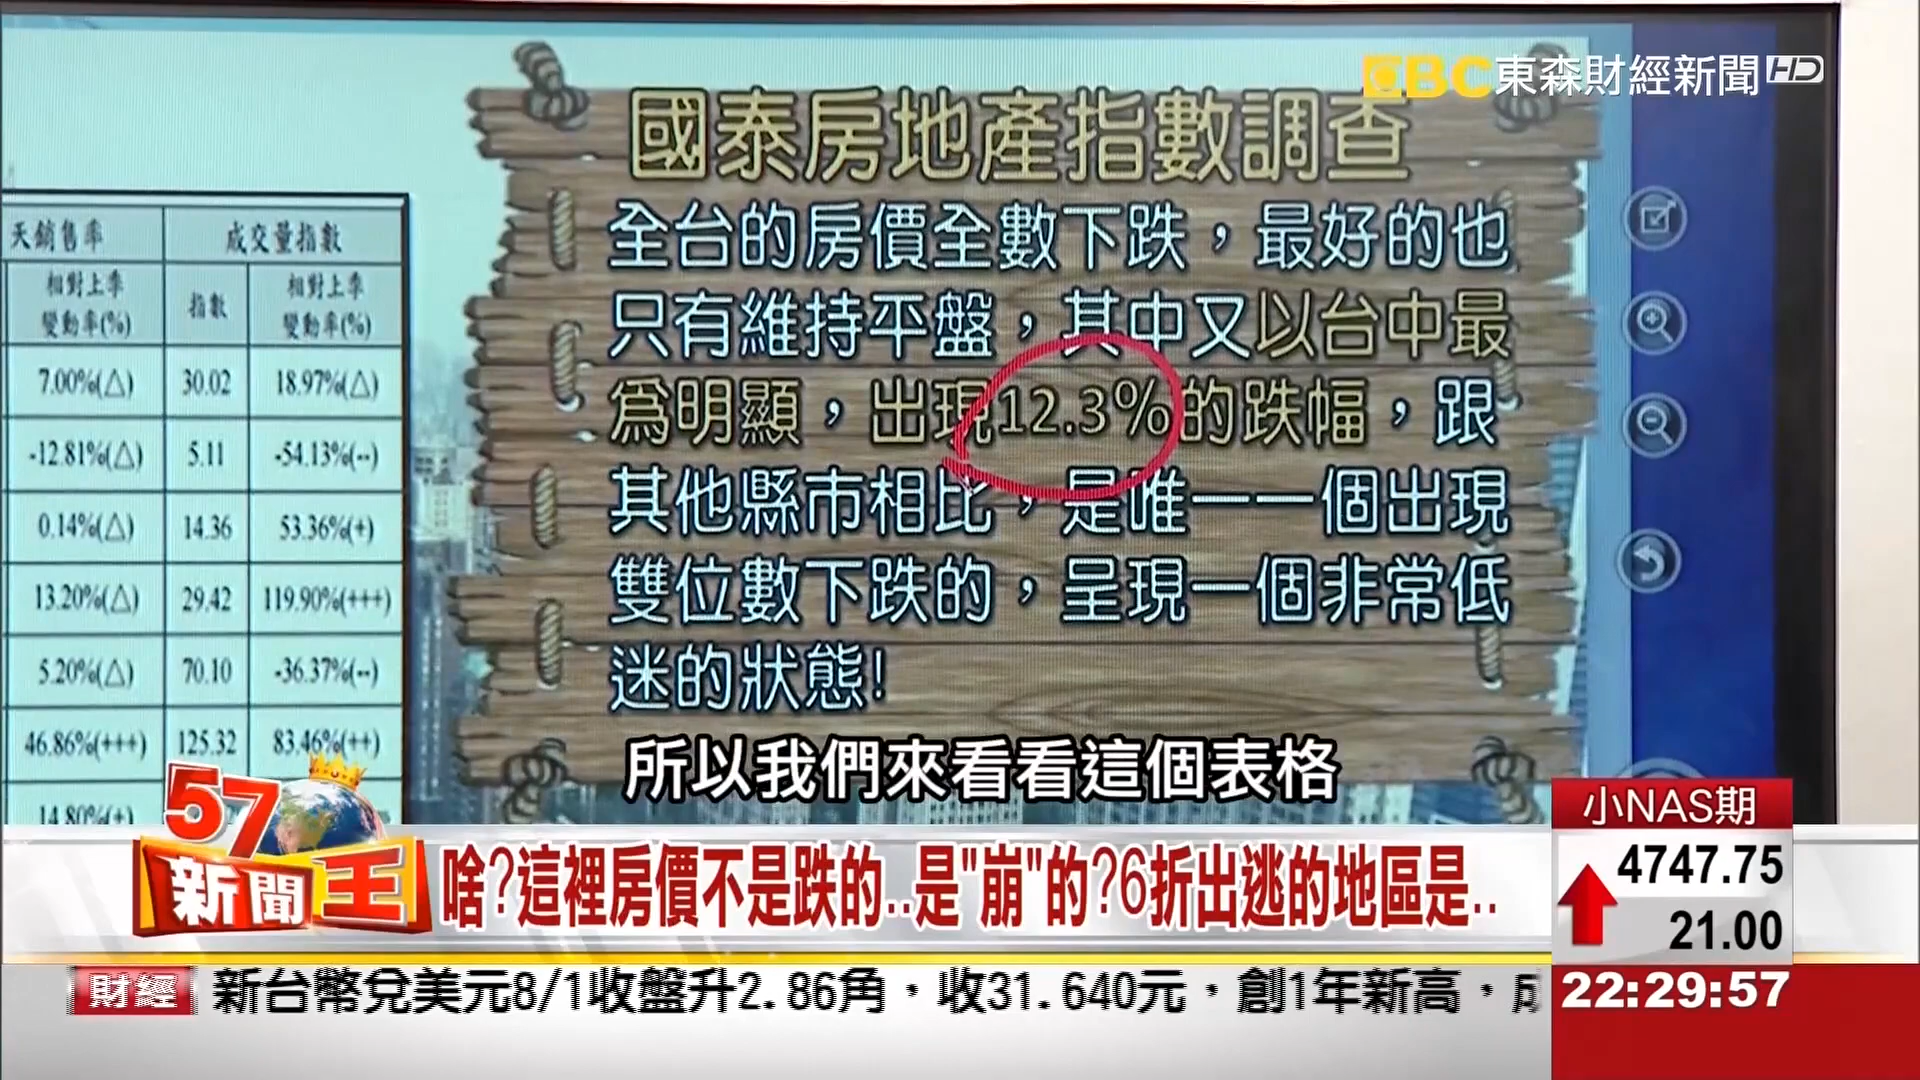 EBC東森財經新聞HD
國泰房地產指數調查
全台的房價全數下跌，最好的也
只有維持平盤，其中又以台中最
為明顯，出現12.3%的跌幅，跟
其他縣市相比，是唯一一個出現
雙位數下跌的，呈現一個非常低
迷的狀態!
天銷售率 成交量指數
相對上季變動率(%) 指數 相對上季變動率(%)
7.00%(△) 30.02 18.97%(△)
-12.81%(△) 5.11 -54.13%(--)
0.14%(△) 14.36 53.36%(+)
13.20%(△) 29.42 119.90%(+++)
5.20%(△) 70.10 -36.37%(--)
46.86%(+++) 125.32 83.46%(++)
14.80%(+)
所以我們來看看這個表格
57新聞王
啥?這裡房價不是跌的..是"崩"的?6折出逃的地區是..
小NAS期
4747.75
21.00
財經 新台幣兌美元8/1收盤升2.86角，收31.640元，創1年新高，
22:29:57